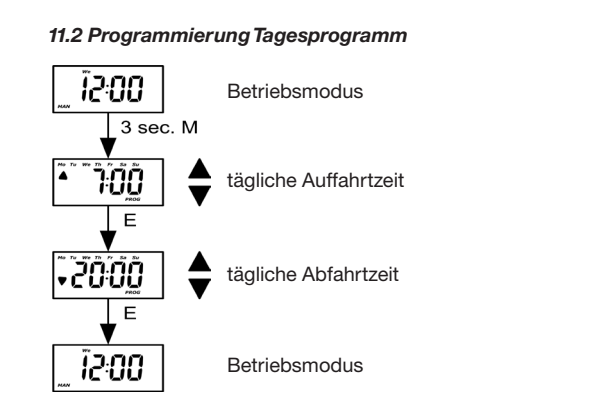 11.2 Programmierung Tagesprogramm
We
12:00
MAN
Betriebsmodus
3 sec. M
Mo Tu We Th Fr Sa Su
7:00
PROG
tägliche Auffahrtzeit
E
Mo Tu We Th Fr Sa Su
20:00
PROG
tägliche Abfahrtzeit
E
We
12:00
MAN
Betriebsmodus